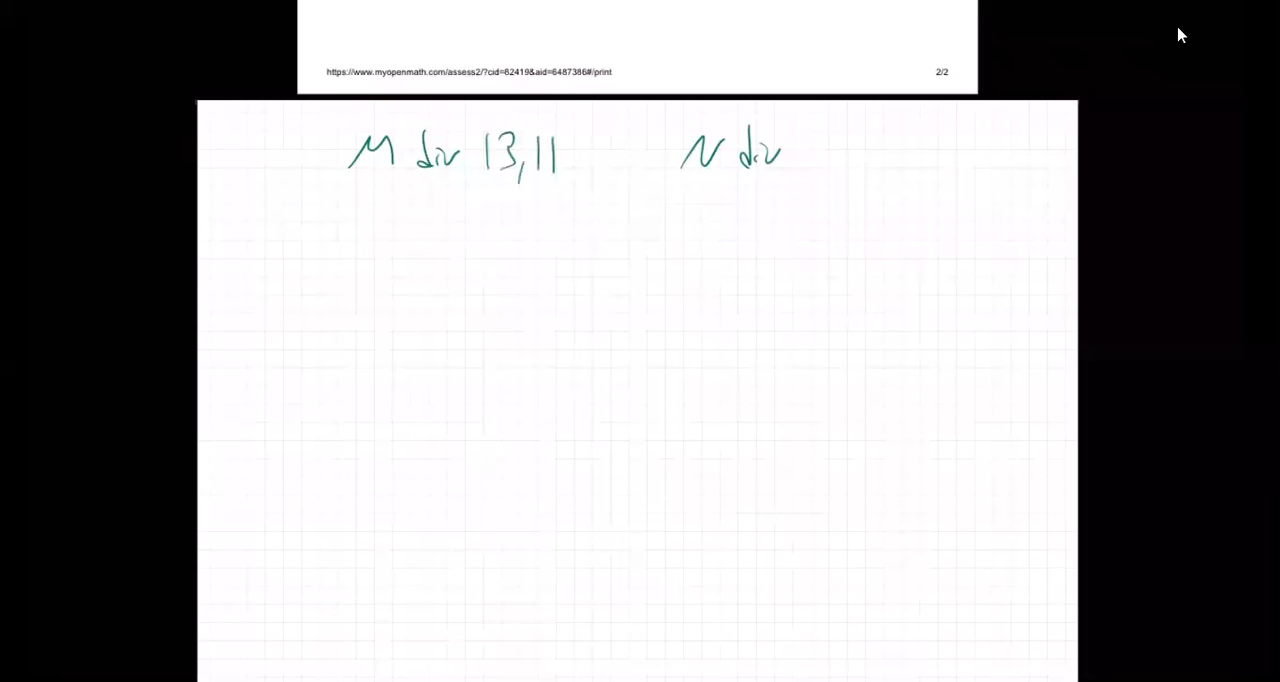 https://www.myopenmath.com/assess2/?cid=82419&aid=6487386#/print 2/2
M div 13, 11 N div